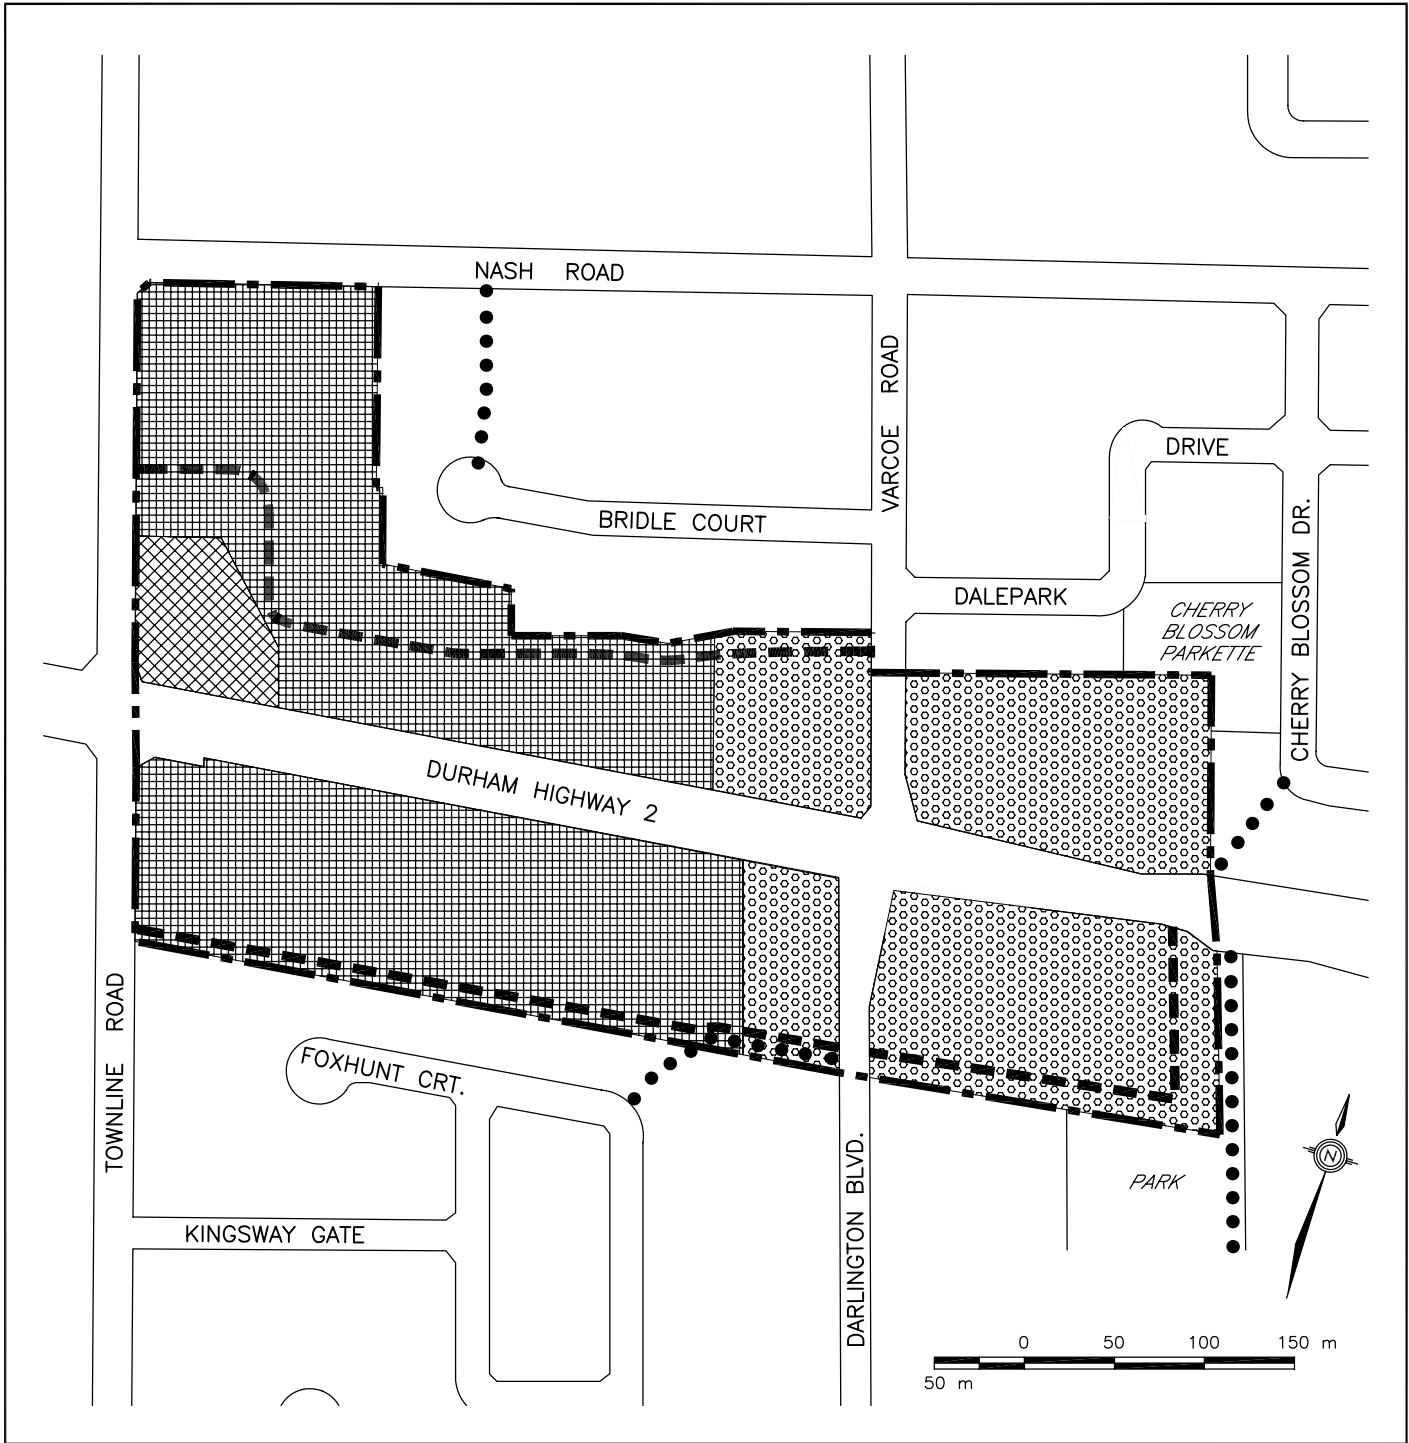 NASH ROAD
VARCOE ROAD
DRIVE
BRIDLE COURT
CHERRY BLOSSOM DR.
DALEPARK
CHERRY
BLOSSOM
PARKETTE
DURHAM HIGHWAY 2
TOWNLINE ROAD
FOXHUNT CRT.
DARLINGTON BLVD.
N
PARK
KINGSWAY GATE
0 50 100 150 m
50 m